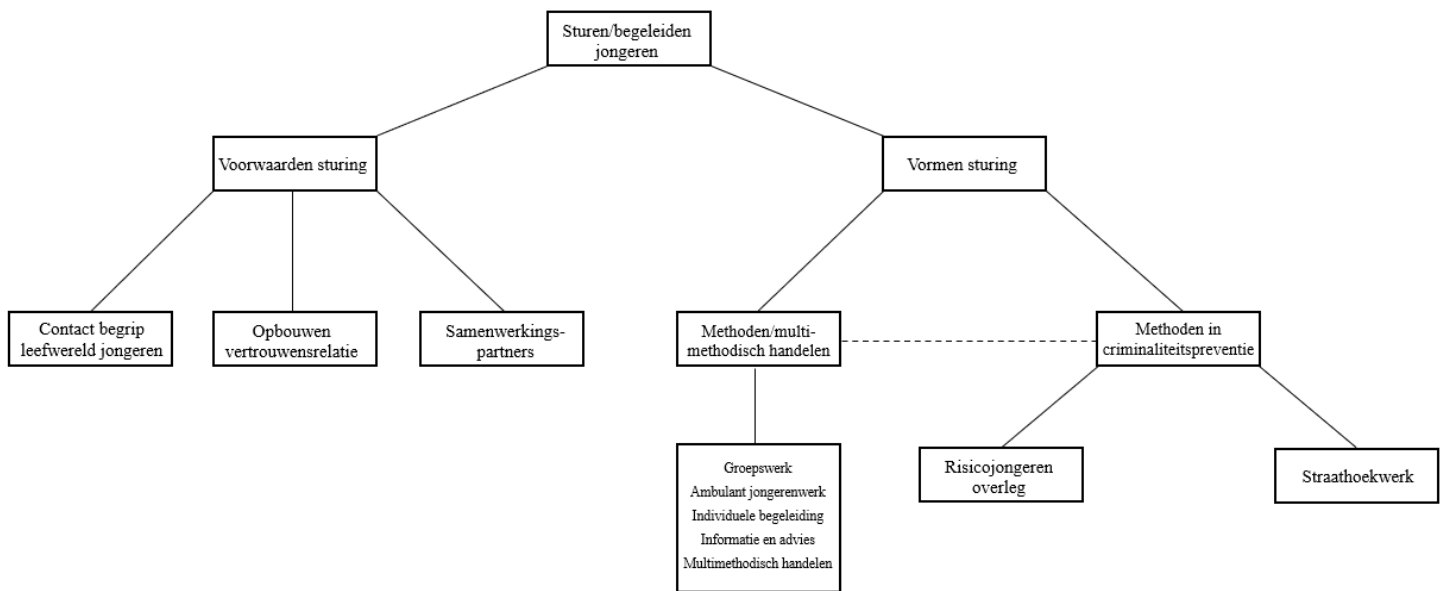 Sturen/begeleiden
jongeren
Voorwaarden sturing
Vormen sturing
Contact begrip
leefwereld jongeren
Opbouwen
vertrouwensrelatie
Samenwerkings-
partners
Methoden/multi-
methodisch handelen
Methoden in
criminaliteitspreventie
Groepswerk
Ambulant jongerenwerk
Individuele begeleiding
Informatie en advies
Multimethodisch handelen
Risicojongeren
overleg
Straathoekwerk